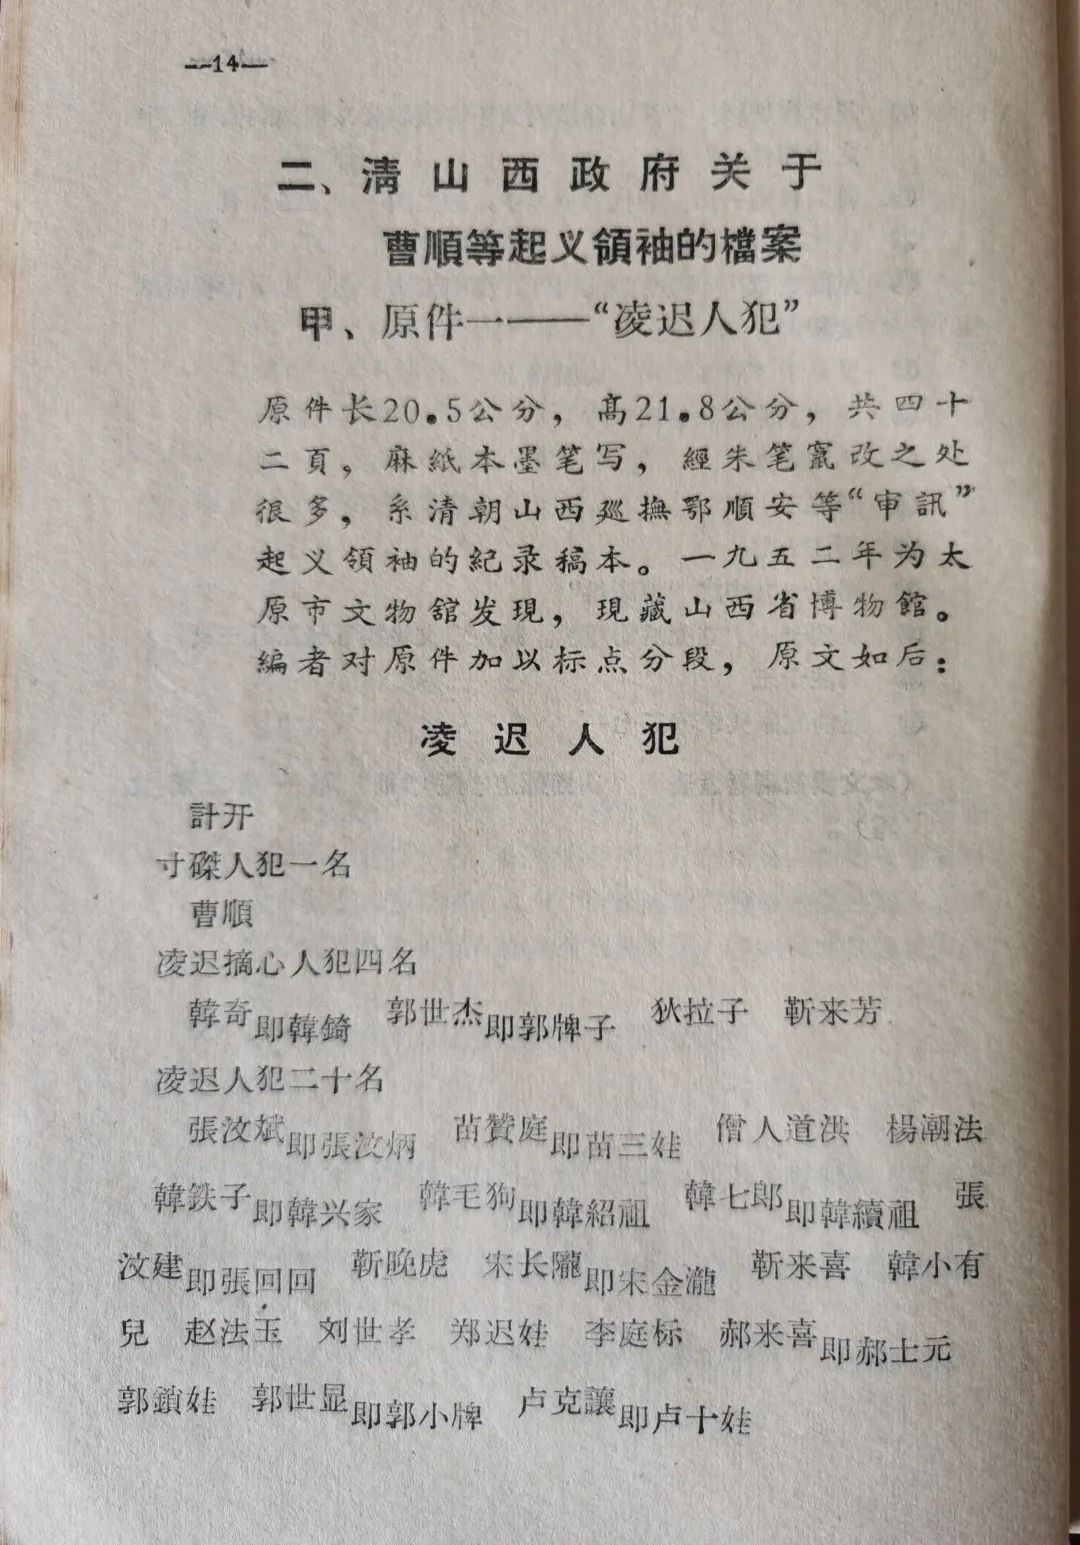 —14—
二、清山西政府关于
曹順等起义領袖的檔案
甲、原件一——“凌迟人犯”
原件长20.5公分，高21.8公分，共四十
二頁，麻紙本墨笔写，經朱笔竄改之处
很多，系清朝山西廵撫鄂順安等“审訊”
起义領袖的紀录稿本。一九五二年为太
原市文物舘发現，現藏山西省博物館。
編者对原件加以标点分段，原文如后：
凌迟人犯
計开
寸磔人犯一名
曹順
凌迟摘心人犯四名
韓奇即韓錡 郭世杰即郭牌子 狄拉子 靳来芳
凌迟人犯二十名
張汶斌即張汶炳 苗贊庭即苗三娃 僧人道洪 楊潮法
韓鉄子即韓兴家 韓毛狗即韓紹祖 韓七郎即韓續祖 張
汶建即張回回 靳晚虎 宋长隴即宋金瀧 靳来喜 韓小有
兒 赵法玉 刘世孝 郑迟娃 李庭标 郝来喜即郝士元
郭鎖娃 郭世显即郭小牌 卢克讓即卢十娃